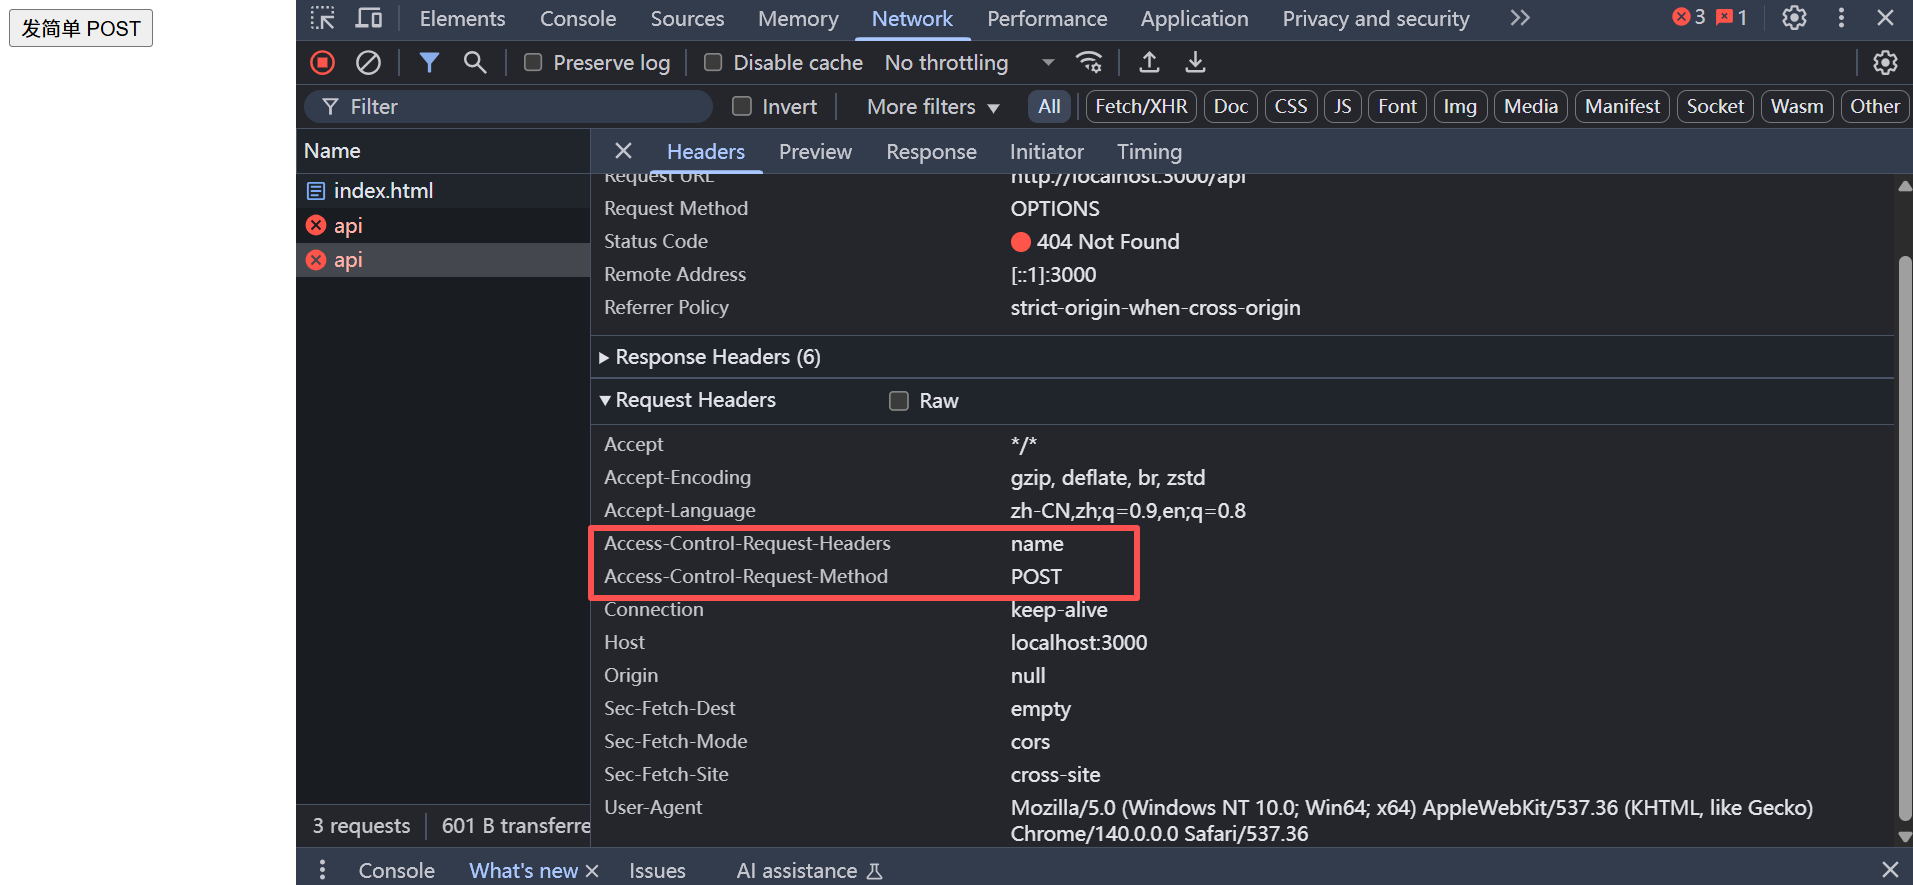 发简单 POST
Elements Console Sources Memory Network Performance Application Privacy and security 3 1
Preserve log Disable cache No throttling
Filter Invert More filters All Fetch/XHR Doc CSS JS Font Img Media Manifest Socket Wasm Other
Name
index.html
api
api
3 requests 601 B transferre
Headers Preview Response Initiator Timing
Request URL http://localhost:3000/api
Request Method OPTIONS
Status Code 404 Not Found
Remote Address [::1]:3000
Referrer Policy strict-origin-when-cross-origin
Response Headers (6)
Request Headers Raw
Accept */*
Accept-Encoding gzip, deflate, br, zstd
Accept-Language zh-CN,zh;q=0.9,en;q=0.8
Access-Control-Request-Headers name
Access-Control-Request-Method POST
Connection keep-alive
Host localhost:3000
Origin null
Sec-Fetch-Dest empty
Sec-Fetch-Mode cors
Sec-Fetch-Site cross-site
User-Agent Mozilla/5.0 (Windows NT 10.0; Win64; x64) AppleWebKit/537.36 (KHTML, like Gecko)
Chrome/140.0.0.0 Safari/537.36
Console What's new Issues AI assistance